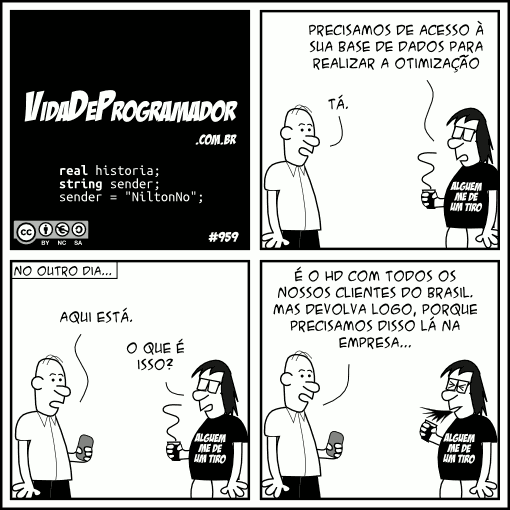 VidaDeProgramador
.com.br
real historia;
string sender;
sender = "NiltonNo";
cc
BY NC SA
#959
PRECISAMOS DE ACESSO À
SUA BASE DE DADOS PARA
REALIZAR A OTIMIZAÇÃO
TÁ.
ALGUEM
ME DE
UM TIRO
NO OUTRO DIA...
AQUI ESTÁ.
O QUE É
ISSO?
ALGUEM
ME DE
UM TIRO
É O HD COM TODOS OS
NOSSOS CLIENTES DO BRASIL.
MAS DEVOLVA LOGO, PORQUE
PRECISAMOS DISSO LÁ NA
EMPRESA...
ALGUEM
ME DE
UM TIRO